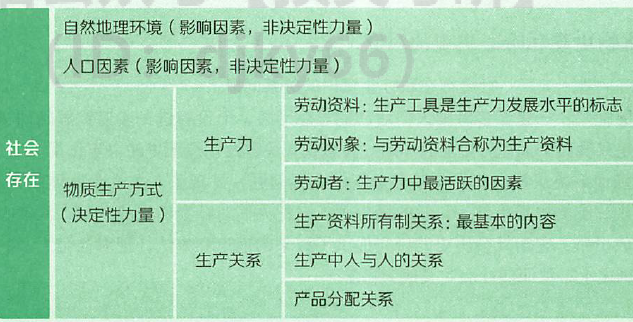 自然地理环境（影响因素，非决定性力量）
人口因素（影响因素，非决定性力量）
社会
存在
物质生产方式
（决定性力量）
生产力
劳动资料：生产工具是生产力发展水平的标志
劳动对象：与劳动资料合称为生产资料
劳动者：生产力中最活跃的因素
生产关系
生产资料所有制关系：最基本的内容
生产中人与人的关系
产品分配关系